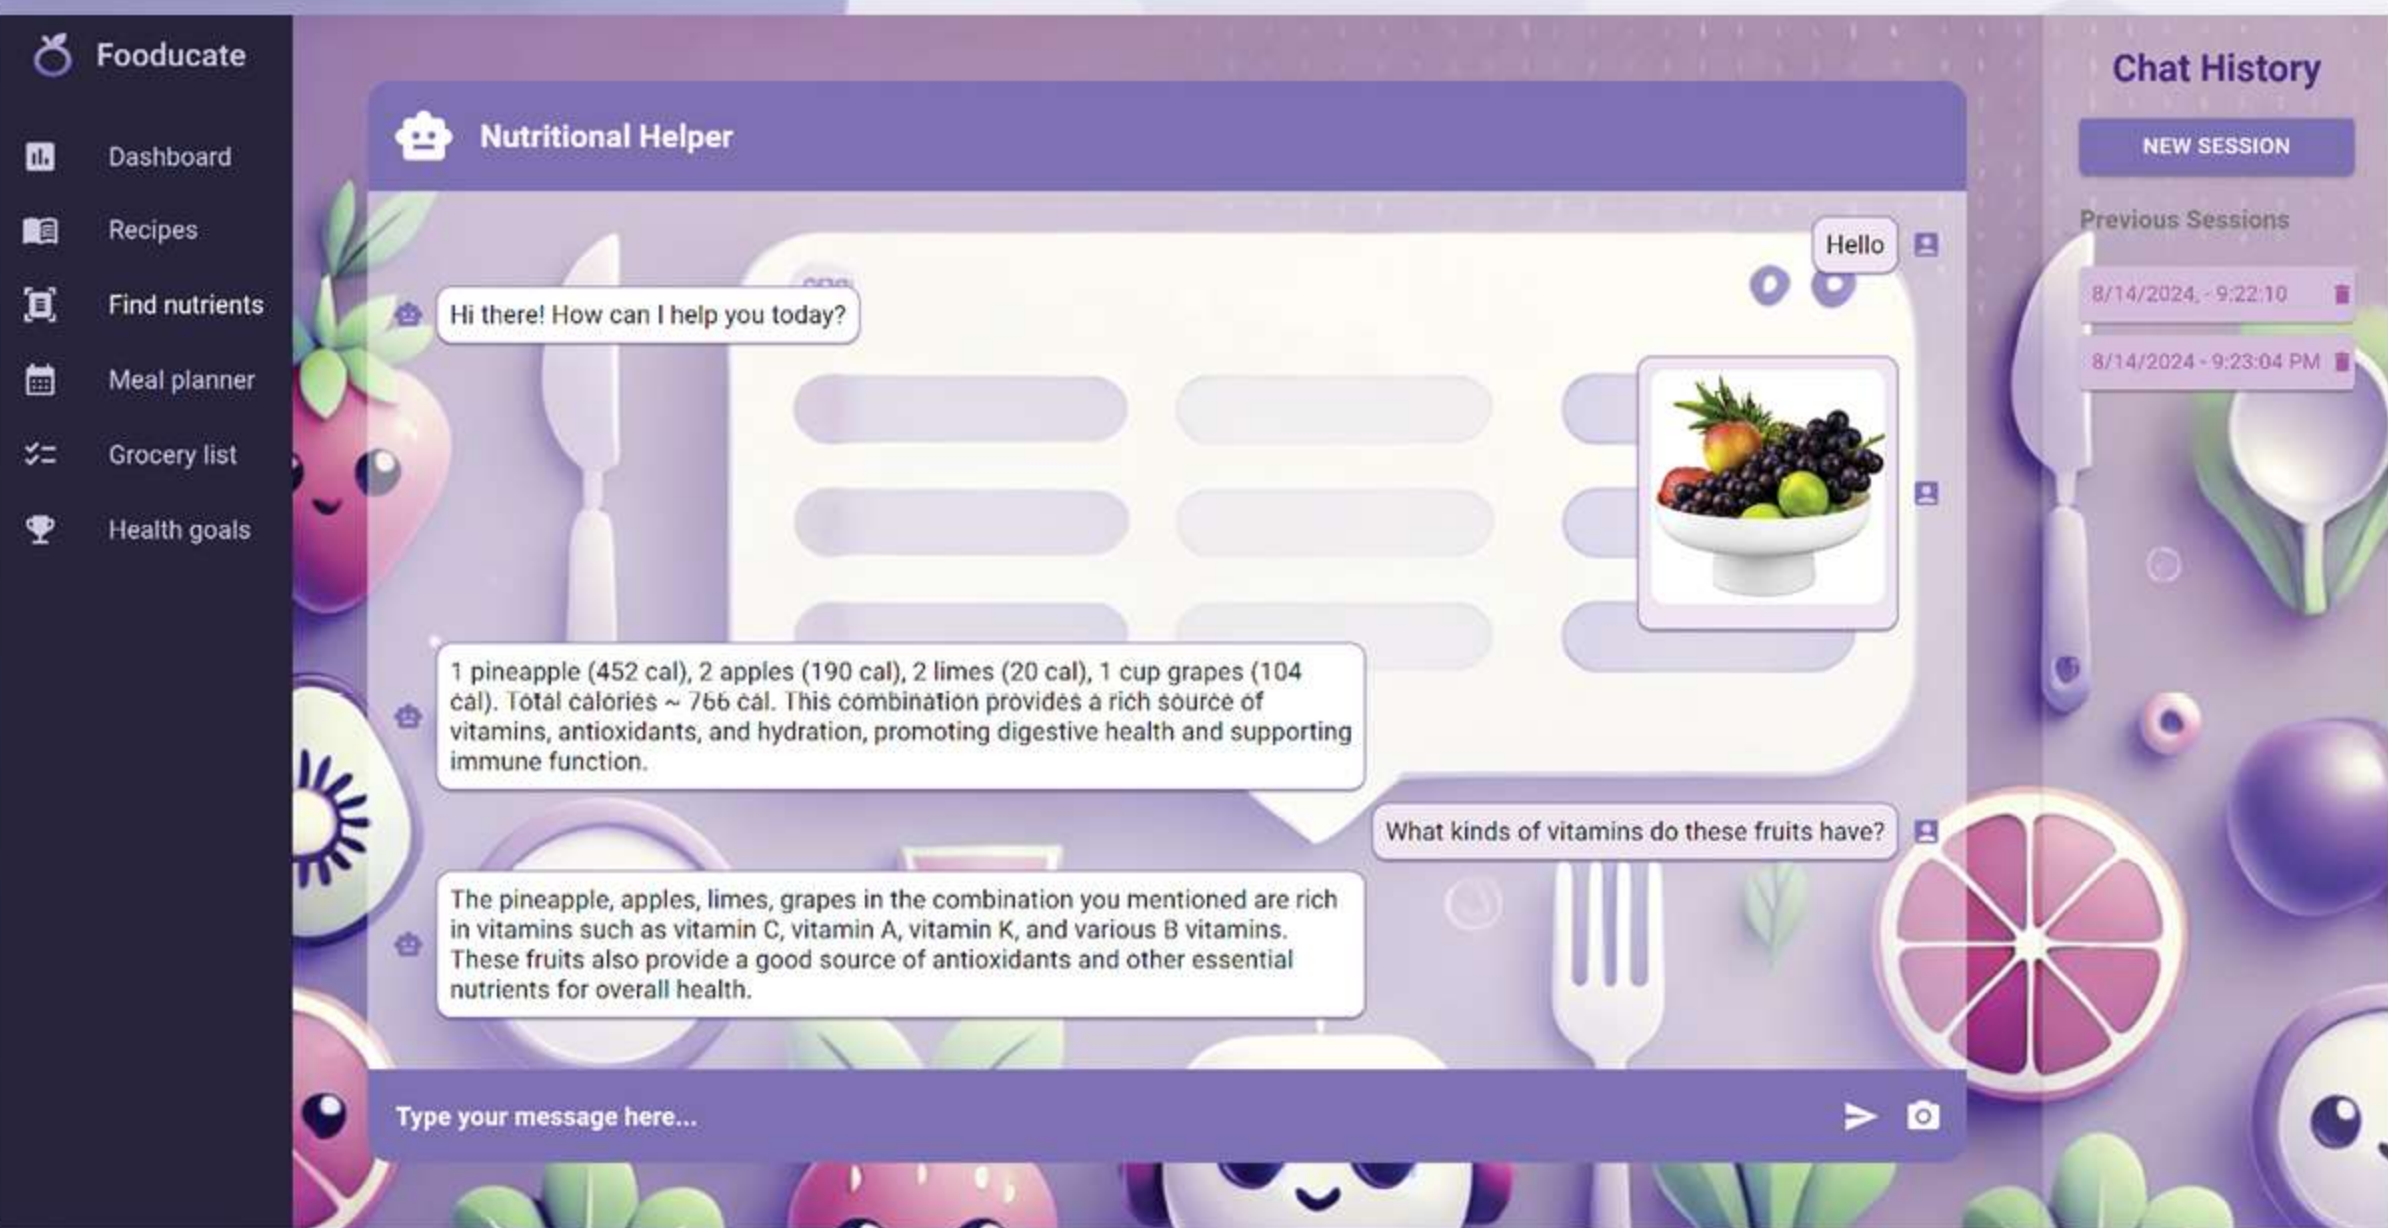 Fooducate
Dashboard
Recipes
Find nutrients
Meal planner
Grocery list
Health goals
Nutritional Helper
Hello
Hi there! How can I help you today?
1 pineapple (452 cal), 2 apples (190 cal), 2 limes (20 cal), 1 cup grapes (104
cal). Total calories ~ 766 cal. This combination provides a rich source of
vitamins, antioxidants, and hydration, promoting digestive health and supporting
immune function.
What kinds of vitamins do these fruits have?
The pineapple, apples, limes, grapes in the combination you mentioned are rich
in vitamins such as vitamin C, vitamin A, vitamin K, and various B vitamins.
These fruits also provide a good source of antioxidants and other essential
nutrients for overall health.
Type your message here...
Chat History
NEW SESSION
Previous Sessions
8/14/2024, - 9:22:10
8/14/2024 - 9:23:04 PM